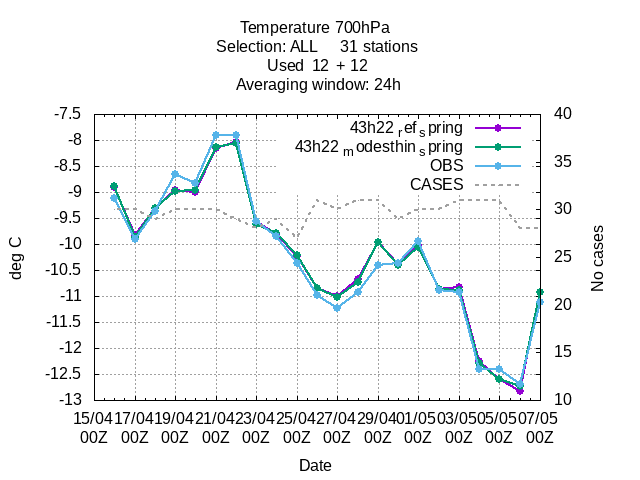 Temperature 700hPa
Selection: ALL 31 stations
Used 12 + 12
Averaging window: 24h
43h22 refspring
43h22 modesthinspring
OBS
CASES
-7.5
-8
-8.5
-9
-9.5
-10
-10.5
-11
-11.5
-12
-12.5
-13
40
35
30
25
20
15
10
deg C
No cases
15/04 17/04 19/04 21/04 23/04 25/04 27/04 29/04 01/05 03/05 05/05 07/05
00Z 00Z 00Z 00Z 00Z 00Z 00Z 00Z 00Z 00Z 00Z 00Z
Date